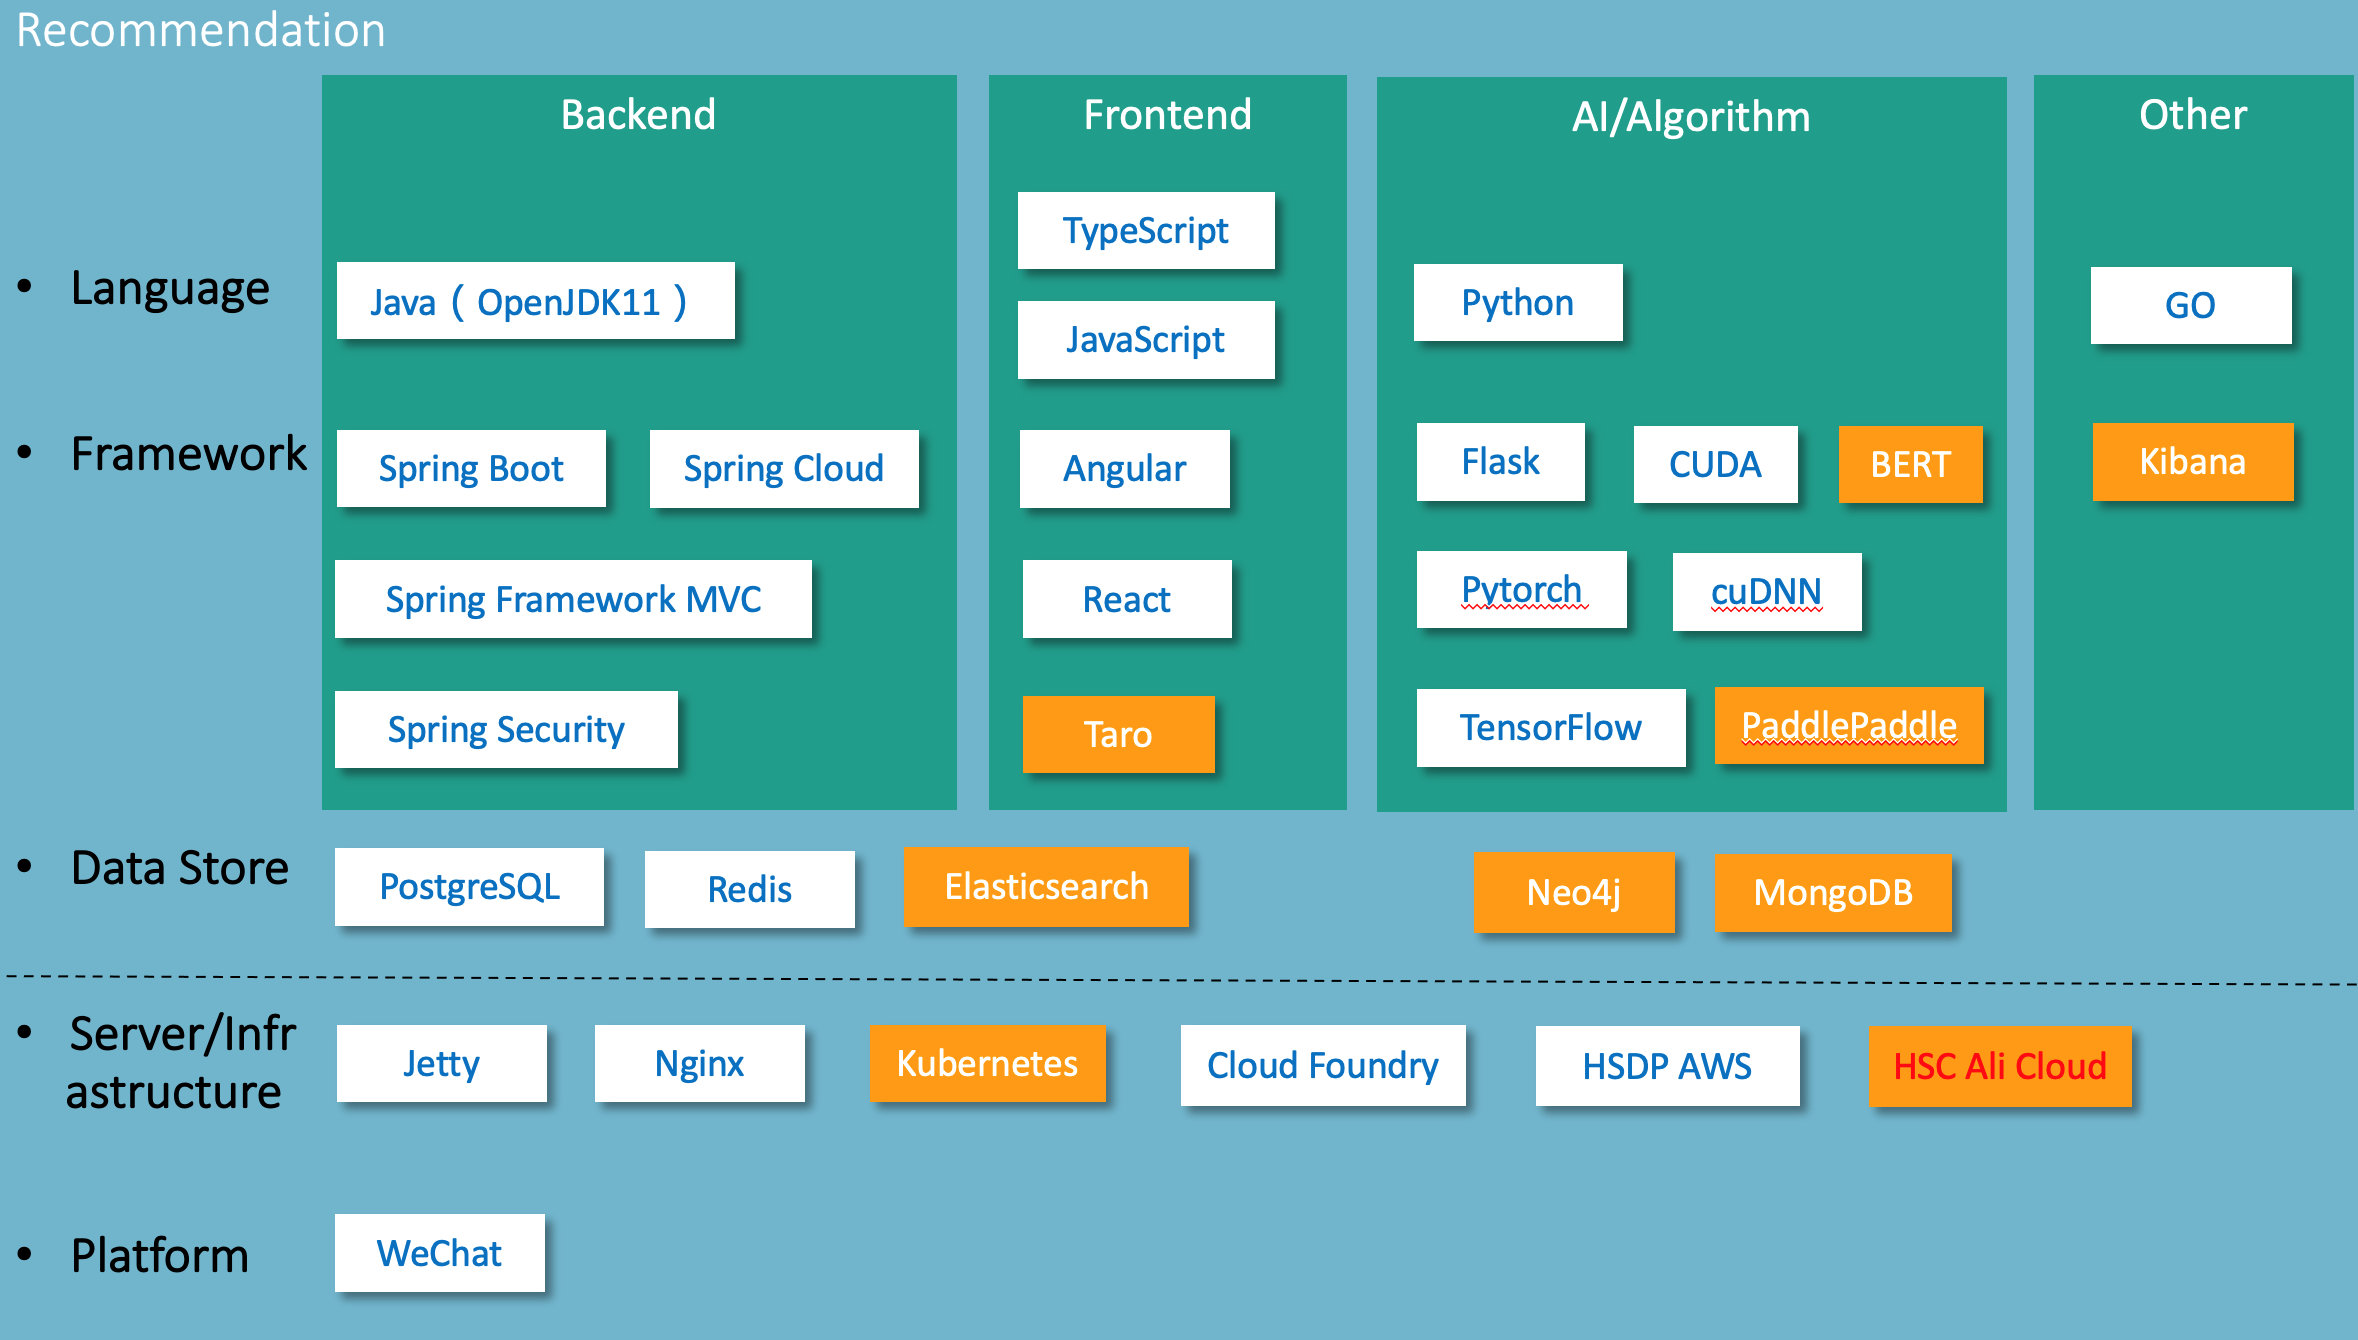 Recommendation
Backend
Frontend
AI/Algorithm
Other
• Language
Java（OpenJDK11）
TypeScript
JavaScript
Python
GO
• Framework
Spring Boot
Spring Cloud
Spring Framework MVC
Spring Security
Angular
React
Taro
Flask
CUDA
BERT
Pytorch
cuDNN
TensorFlow
PaddlePaddle
Kibana
• Data Store
PostgreSQL
Redis
Elasticsearch
Neo4j
MongoDB
• Server/Infr
astructure
Jetty
Nginx
Kubernetes
Cloud Foundry
HSDP AWS
HSC Ali Cloud
• Platform
WeChat